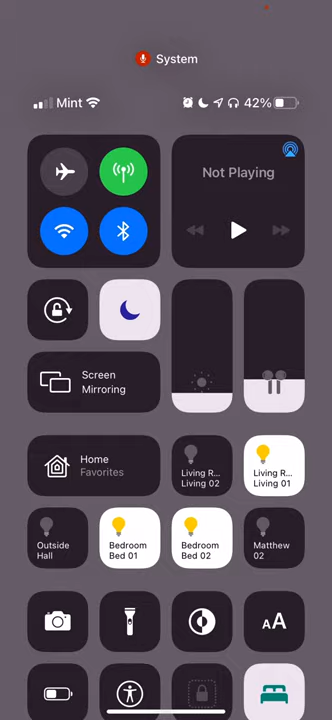 System
Mint
42%
Not Playing
Screen
Mirroring
Home
Favorites
Living R...
Living 02
Living R...
Living 01
Outside
Hall
Bedroom
Bed 01
Bedroom
Bed 02
Matthew
02
AA